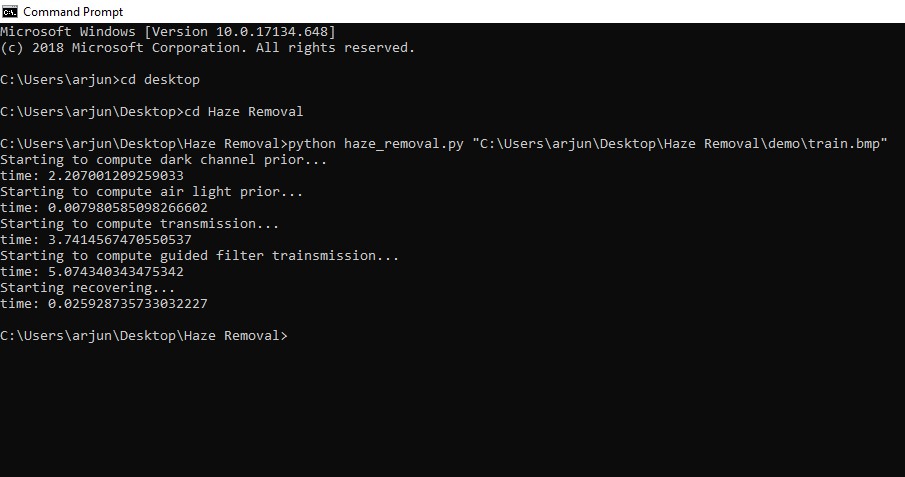 Command Prompt
Microsoft Windows [Version 10.0.17134.648]
(c) 2018 Microsoft Corporation. All rights reserved.
C:\Users\arjun>cd desktop
C:\Users\arjun\Desktop>cd Haze Removal
C:\Users\arjun\Desktop\Haze Removal>python haze_removal.py "C:\Users\arjun\Desktop\Haze Removal\demo\train.bmp"
Starting to compute dark channel prior...
time: 2.207001209259033
Starting to compute air light prior...
time: 0.007980585098266602
Starting to compute transmission...
time: 3.7414567470550537
Starting to compute guided filter trainsmission...
time: 5.074340343475342
Starting recovering...
time: 0.025928735733032227
C:\Users\arjun\Desktop\Haze Removal>